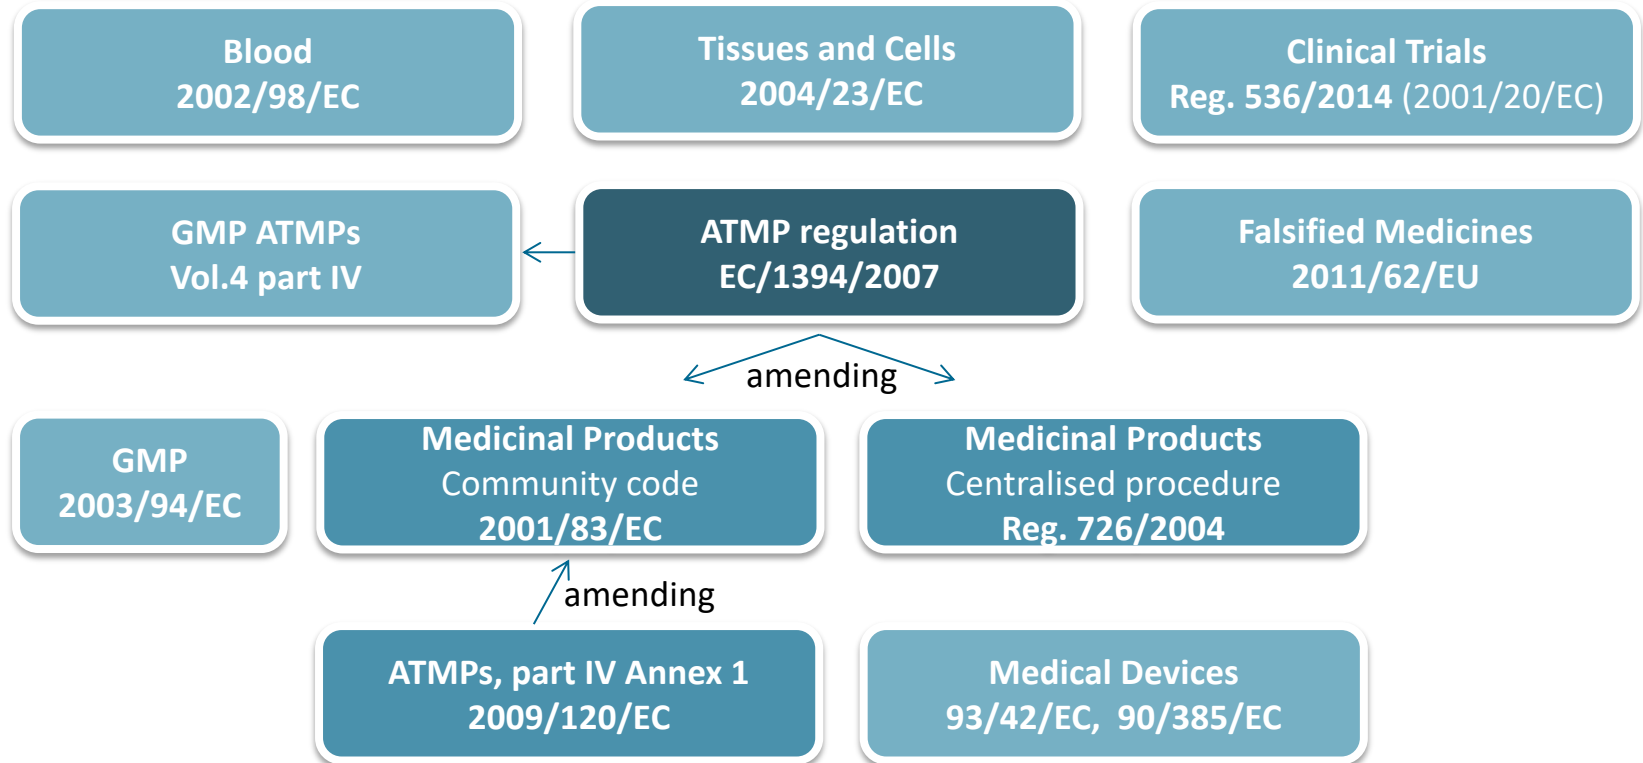 Blood
2002/98/EC
Tissues and Cells
2004/23/EC
Clinical Trials
Reg. 536/2014 (2001/20/EC)
GMP ATMPs
Vol.4 part IV
ATMP regulation
EC/1394/2007
Falsified Medicines
2011/62/EU
amending
GMP
2003/94/EC
Medicinal Products
Community code
2001/83/EC
Medicinal Products
Centralised procedure
Reg. 726/2004
amending
ATMPs, part IV Annex 1
2009/120/EC
Medical Devices
93/42/EC, 90/385/EC